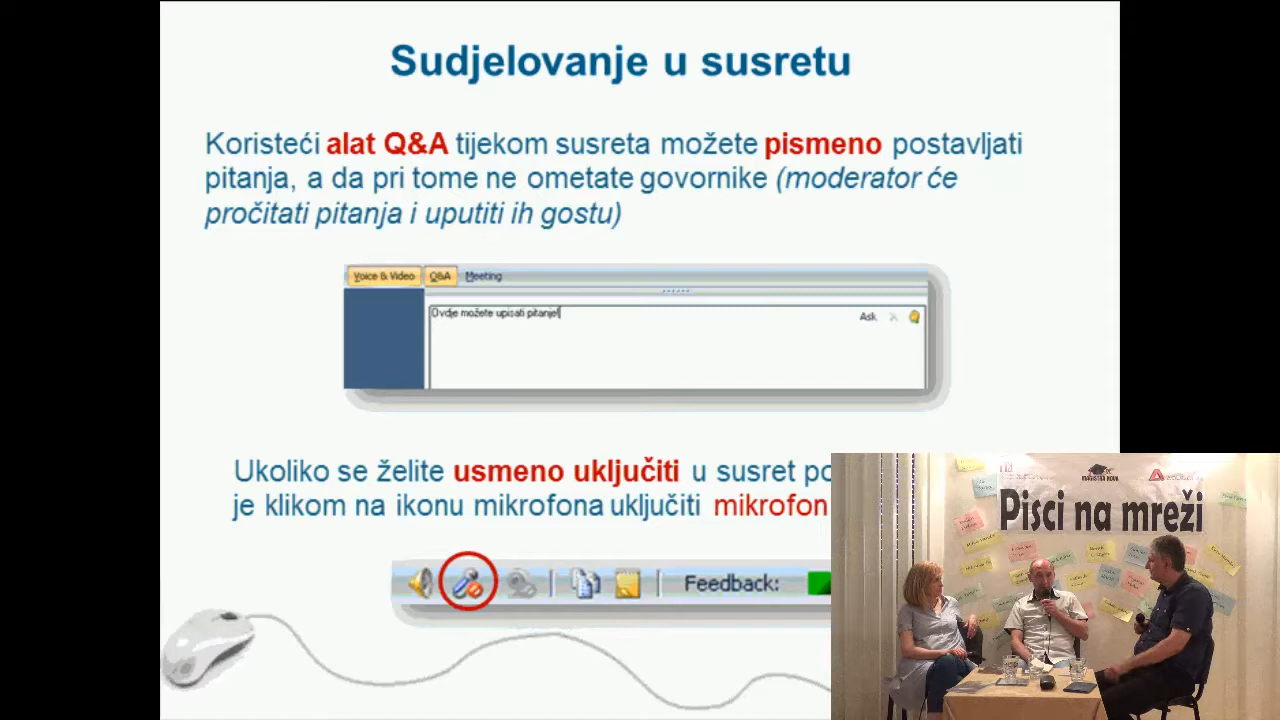 Sudjelovanje u susretu
Koristeći alat Q&A tijekom susreta možete pismeno postavljati
pitanja, a da pri tome ne ometate govornike (moderator će
pročitati pitanja i uputiti ih gostu)
Voice & Video Q&A Meeting
Ovdje možete upisati pitanje!
Ask
Ukoliko se želite usmeno uključiti u susret
je klikom na ikonu mikrofona uključiti mikrofon
Feedback:
MAGISTRA NOVA
Pisci na mreži